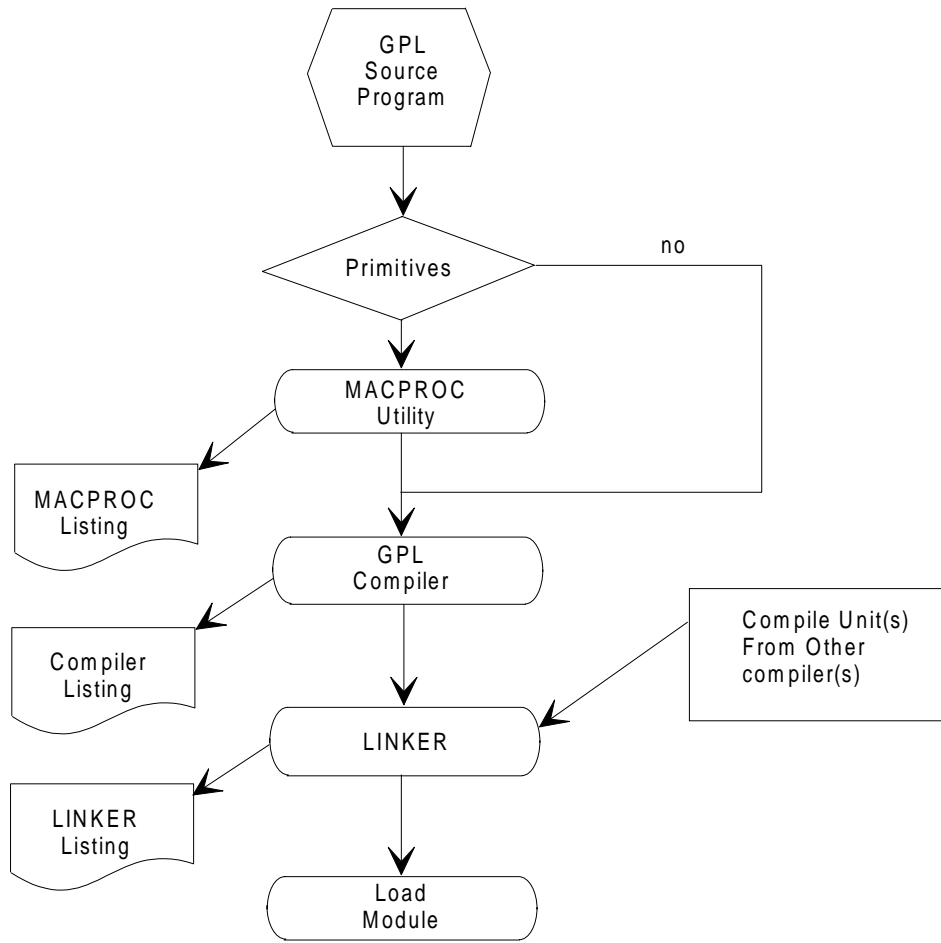 GPL
Source
Program
no
Primitives
MACPROC
Utility
MACPROC
Listing
GPL
Compiler
Compile Unit(s)
From Other
compiler(s)
Compiler
Listing
LINKER
LINKER
Listing
Load
Module